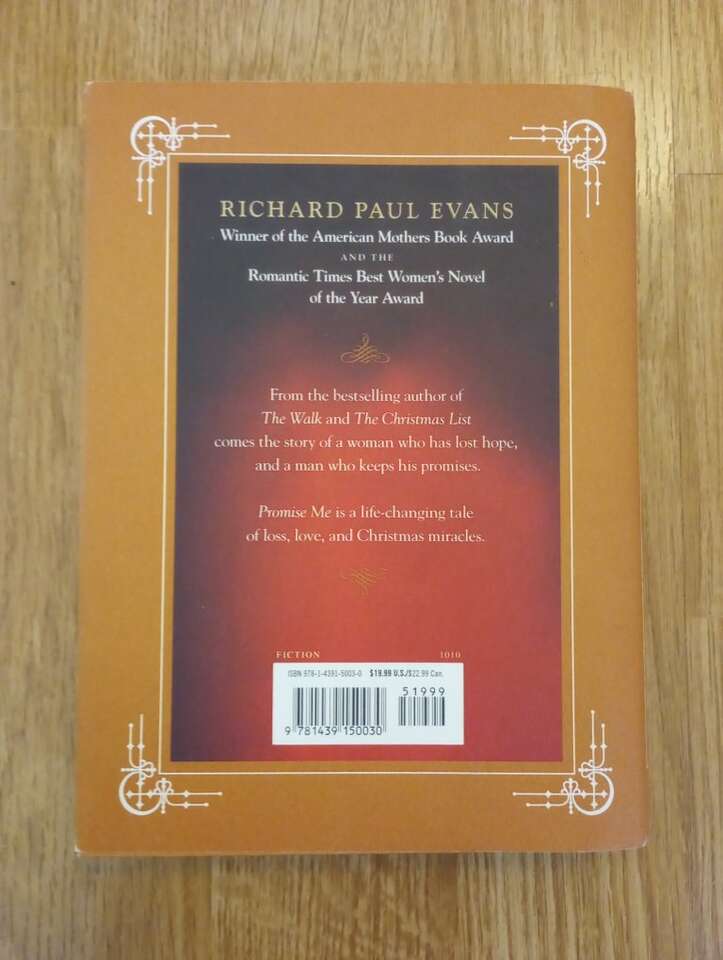 RICHARD PAUL EVANS
Winner of the American Mothers Book Award
AND THE
Romantic Times Best Women's Novel
of the Year Award
From the bestselling author of
The Walk and The Christmas List
comes the story of a woman who has lost hope,
and a man who keeps his promises.
Promise Me is a life-changing tale
of loss, love, and Christmas miracles.
FICTION 1010
ISBN 978-1-4391-5003-0 $19.99 U.S./$22.99 Can.
51999
9 781439 150030